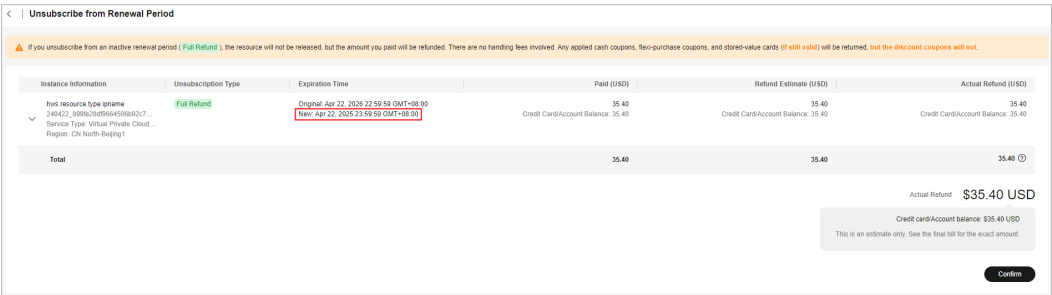 Unsubscribe from Renewal Period
If you unsubscribe from an inactive renewal period ( Full Refund ), the resource will not be released, but the amount you paid will be refunded. There are no handling fees involved. Any applied cash coupons, flexi-purchase coupons, and stored-value cards (if still valid) will be returned, but the discount coupons will not.
Instance Information Unsubscription Type Expiration Time Paid (USD) Refund Estimate (USD) Actual Refund (USD)
hws.resource.type.ipname Full Refund Original: Apr 22, 2026 22:59:59 GMT+08:00 35.40 35.40 35.40
240422_899fe28df9664506b92c7... New: Apr 22, 2025 23:59:59 GMT+08:00 Credit Card/Account Balance: 35.40 Credit Card/Account Balance: 35.40 Credit Card/Account Balance: 35.40
Service Type: Virtual Private Cloud...
Region: CN North-Beijing1
Total 35.40 35.40 35.40
Actual Refund $35.40 USD
Credit card/Account balance: $35.40 USD
This is an estimate only. See the final bill for the exact amount.
Confirm